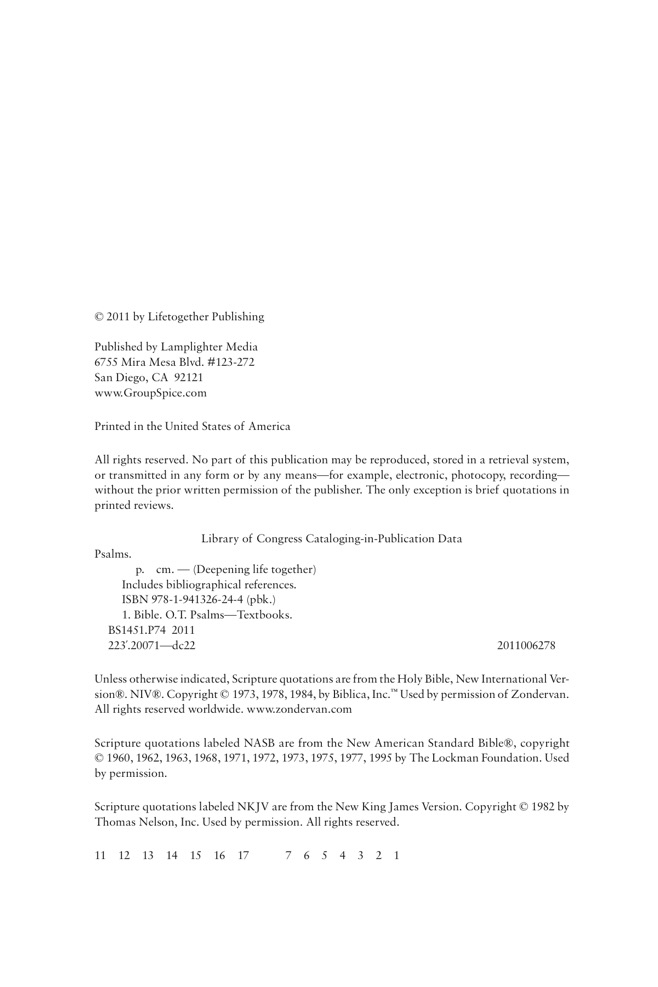 © 2011 by Lifetogether Publishing
Published by Lamplighter Media
6755 Mira Mesa Blvd. #123-272
San Diego, CA  92121
www.GroupSpice.com
Printed in the United States of America
All rights reserved. No part of this publication may be reproduced, stored in a retrieval system,
or transmitted in any form or by any means—for example, electronic, photocopy, recording—
without the prior written permission of the publisher. The only exception is brief quotations in
printed reviews.
Library of Congress Cataloging-in-Publication Data
Psalms.
p.    cm. — (Deepening life together)
Includes bibliographical references.
ISBN 978-1-941326-24-4 (pbk.)
1. Bible. O.T. Psalms—Textbooks.
BS1451.P74  2011
223′.20071—dc22 2011006278
Unless otherwise indicated, Scripture quotations are from the Holy Bible, New International Ver-
sion®. NIV®. Copyright © 1973, 1978, 1984, by Biblica, Inc.™ Used by permission of Zondervan.
All rights reserved worldwide. www.zondervan.com
Scripture quotations labeled NASB are from the New American Standard Bible®, copyright
© 1960, 1962, 1963, 1968, 1971, 1972, 1973, 1975, 1977, 1995 by The Lockman Foundation. Used
by permission.
Scripture quotations labeled NKJV are from the New King James Version. Copyright © 1982 by
Thomas Nelson, Inc. Used by permission. All rights reserved.
11  12  13  14  15  16  17    7  6  5  4  3  2  1